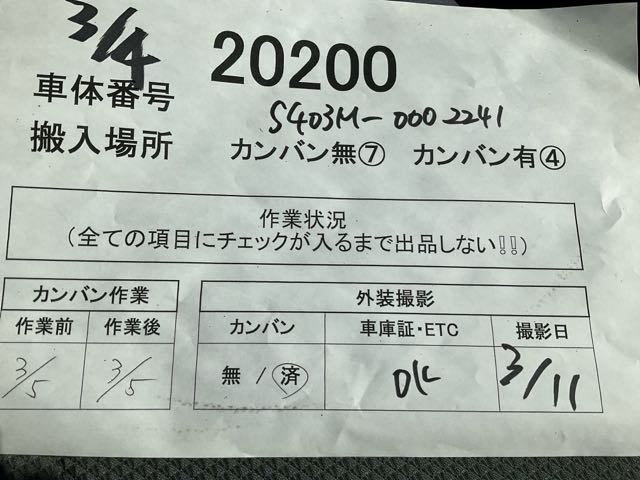 3/4
20200
車体番号 S403M-0002241
搬入場所 カンバン無⑦ カンバン有④
作業状況
(全ての項目にチェックが入るまで出品しない!!)
カンバン作業 外装撮影
作業前 作業後 カンバン 車庫証・ETC 撮影日
3/5 3/5 無 / 済 OK 3/11